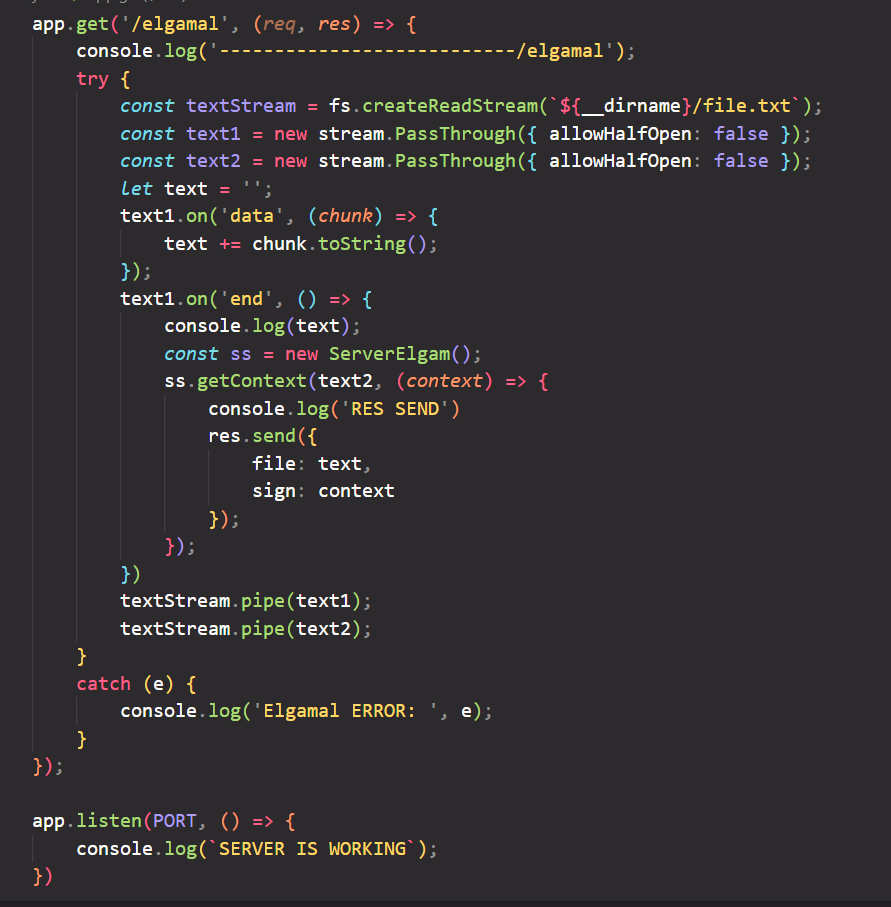 app.get('/elgamal', (req, res) => {
    console.log('---------------------------/elgamal');
    try {
        const textStream = fs.createReadStream(`${__dirname}/file.txt`);
        const text1 = new stream.PassThrough({ allowHalfOpen: false });
        const text2 = new stream.PassThrough({ allowHalfOpen: false });
        let text = '';
        text1.on('data', (chunk) => {
            text += chunk.toString();
        });
        text1.on('end', () => {
            console.log(text);
            const ss = new ServerElgam();
            ss.getContext(text2, (context) => {
                console.log('RES SEND')
                res.send({
                    file: text,
                    sign: context
                });
            });
        })
        textStream.pipe(text1);
        textStream.pipe(text2);
    }
    catch (e) {
        console.log('Elgamal ERROR: ', e);
    }
});

app.listen(PORT, () => {
    console.log(`SERVER IS WORKING`);
})